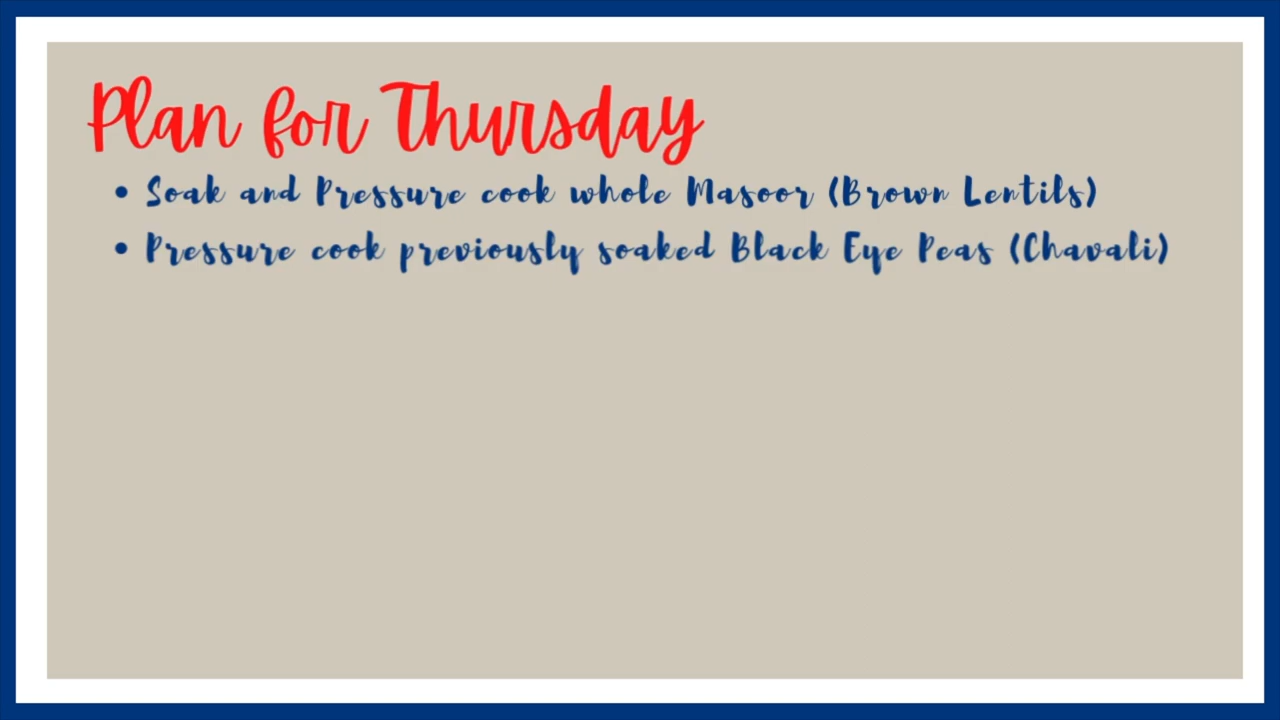 Plan for Thursday
• Soak and Pressure cook whole Masoor (Brown Lentils)
• Pressure cook previously soaked Black Eye Peas (Chavali)